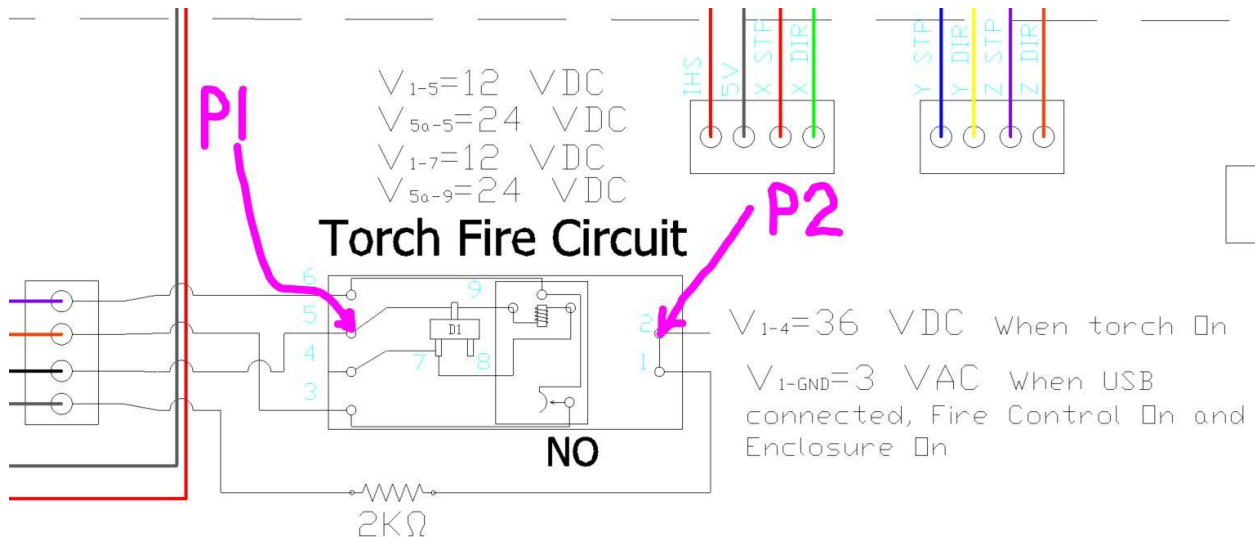 IHS
5V
X STP
X DIR
Y STP
Y DIR
Z STP
Z DIR
P1
V1-5=12 VDC
V5a-5=24 VDC
V1-7=12 VDC
V5a-9=24 VDC
P2
Torch Fire Circuit
6
5
4
3
9
D1
7
8
2
1
V1-4=36 VDC When torch On
V1-GND=3 VAC When USB
connected, Fire Control On and
Enclosure On
NO
2KΩ